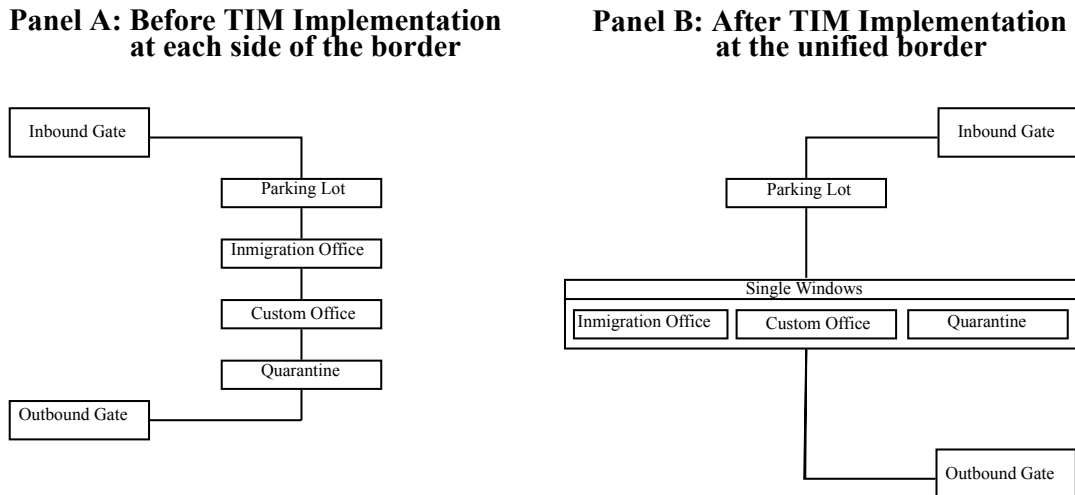 Panel A: Before TIM Implementation
at each side of the border
Inbound Gate
Parking Lot
Inmigration Office
Custom Office
Quarantine
Outbound Gate
Panel B: After TIM Implementation
at the unified border
Inbound Gate
Parking Lot
Single Windows
Inmigration Office
Custom Office
Quarantine
Outbound Gate